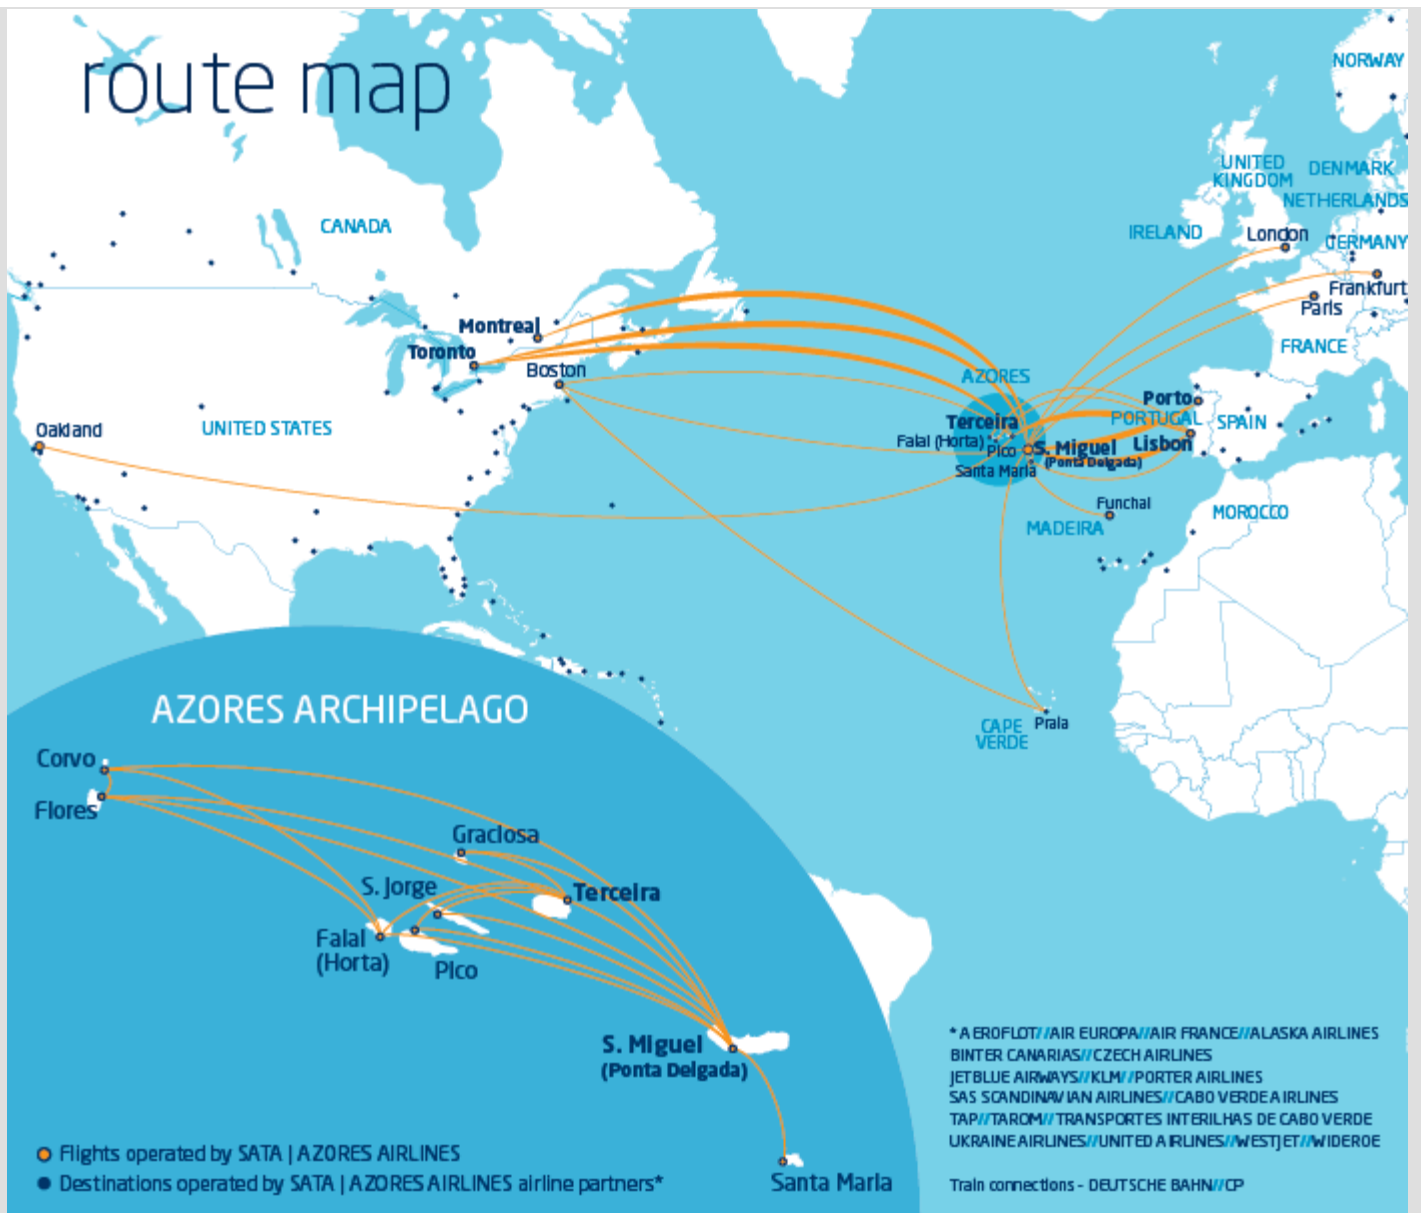 route map
NORWAY
UNITED
KINGDOM
DENMARK
NETHERLANDS
CANADA
IRELAND
London
GERMANY
Frankfurt
Paris
Montreal
Toronto
FRANCE
Boston
AZORES
Porto
Terceira
PORTUGAL
SPAIN
Oakland
UNITED STATES
Faial (Horta)
Pico
S. Miguel
(Ponta Delgada)
Lisbon
Santa Maria
Funchal
MADEIRA
MOROCCO
CAPE
VERDE
Praia
AZORES ARCHIPELAGO
Corvo
Flores
Graciosa
S. Jorge
Terceira
Faial
(Horta)
Pico
S. Miguel
(Ponta Delgada)
Santa Maria
Flights operated by SATA | AZORES AIRLINES
Destinations operated by SATA | AZORES AIRLINES airline partners*
* AEROFLOT//AIR EUROPA//AIR FRANCE//ALASKA AIRLINES
BINTER CANARIAS//CZECH AIRLINES
JETBLUE AIRWAYS//KLM//PORTER AIRLINES
SAS SCANDINAVIAN AIRLINES//CABO VERDE AIRLINES
TAP//TAROM//TRANSPORTES INTERILHAS DE CABO VERDE
UKRAINE AIRLINES//UNITED AIRLINES//WESTJET//WIDEROE
Train connections - DEUTSCHE BAHN//CP